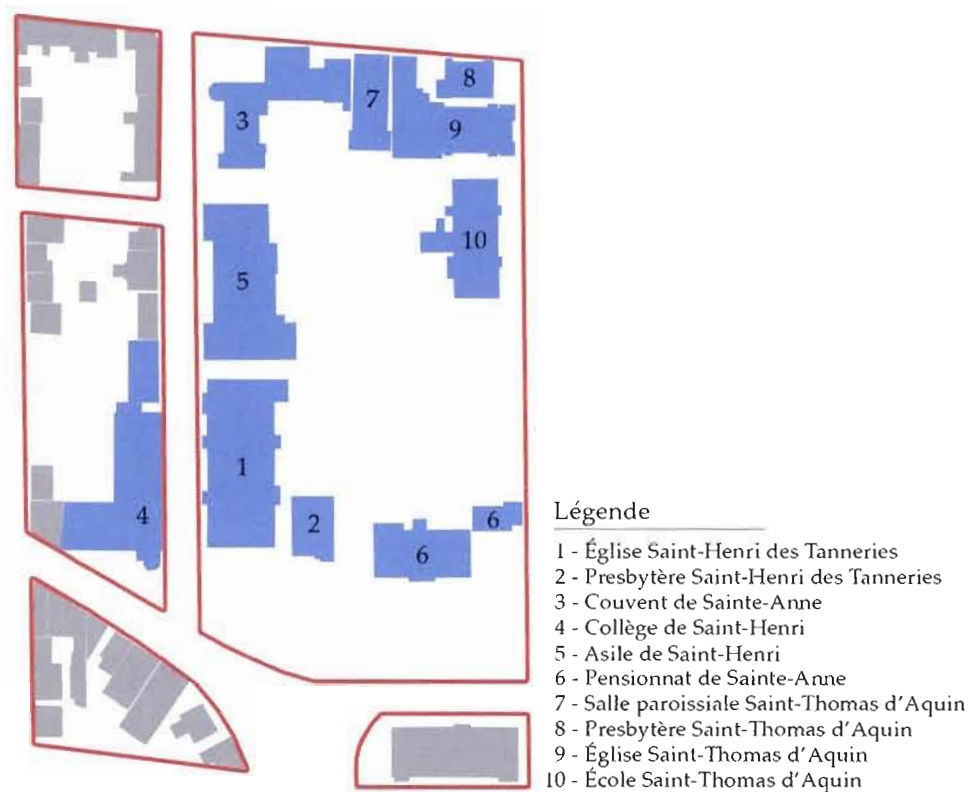 8
7
3
9
10
5
1
4
2
6
6
Légende
1 - Église Saint-Henri des Tanneries
2 - Presbytère Saint-Henri des Tanneries
3 - Couvent de Sainte-Anne
4 - Collège de Saint-Henri
5 - Asile de Saint-Henri
6 - Pensionnat de Sainte-Anne
7 - Salle paroissiale Saint-Thomas d'Aquin
8 - Presbytère Saint-Thomas d'Aquin
9 - Église Saint-Thomas d'Aquin
10 - École Saint-Thomas d'Aquin